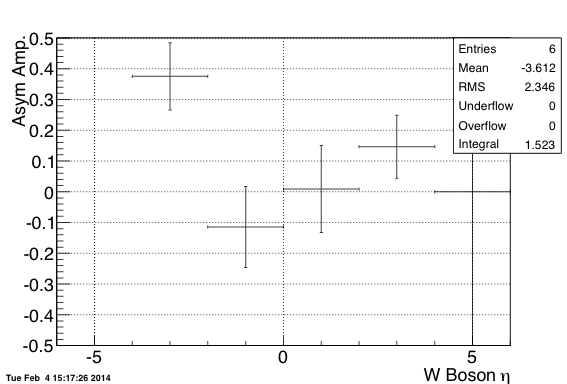 Asym Amp.
0.5
0.4
0.3
0.2
0.1
0
-0.1
-0.2
-0.3
-0.4
-0.5
Entries 6
Mean -3.612
RMS 2.346
Underflow 0
Overflow 0
Integral 1.523
-5 0 5
W Boson η
Tue Feb 4 15:17:26 2014